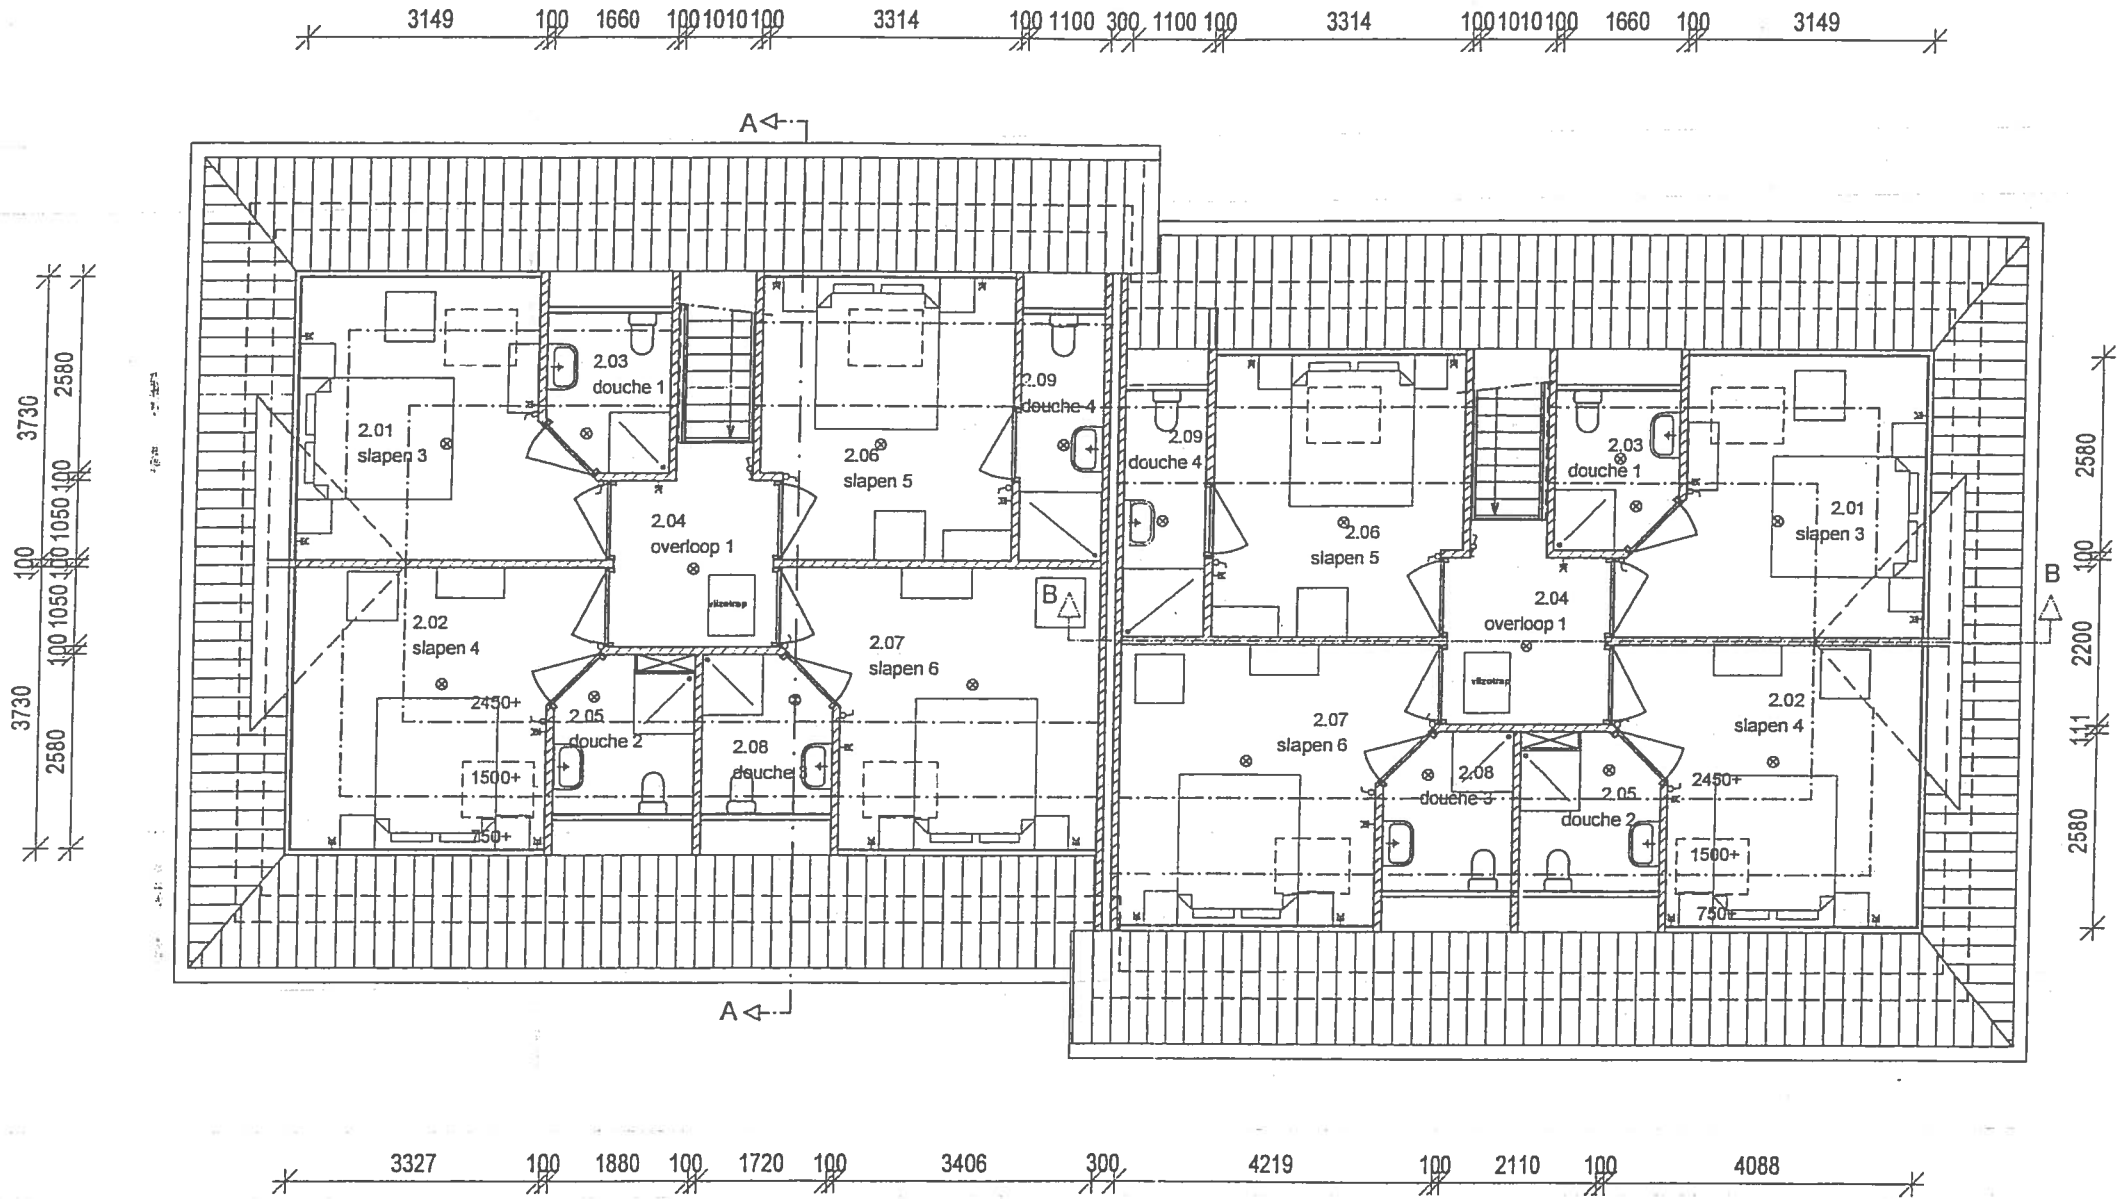 3149 100 1660 100 1010 100 3314 100 1100 300 1100 100 3314 100 1010 100 1660 100 3149
A
3730
2580
100
1050
100
100
1050
100
3730
2580
2.01
slapen 3
2.03
douche 1
2.06
slapen 5
2.09
douche 4
2.04
overloop 1
vlizotrap
2.02
slapen 4
2450+
1500+
750+
2.05
douche 2
2.08
douche 3
2.07
slapen 6
B
A
2.09
douche 4
2.06
slapen 5
2.03
douche 1
2.01
slapen 3
2.04
overloop 1
vlizotrap
2.07
slapen 6
2.08
douche 3
2.05
douche 2
2.02
slapen 4
2450+
1500+
750+
2580
100
B
2200
111
2580
3327 100 1880 100 1720 100 3406 300 4219 100 2110 100 4088